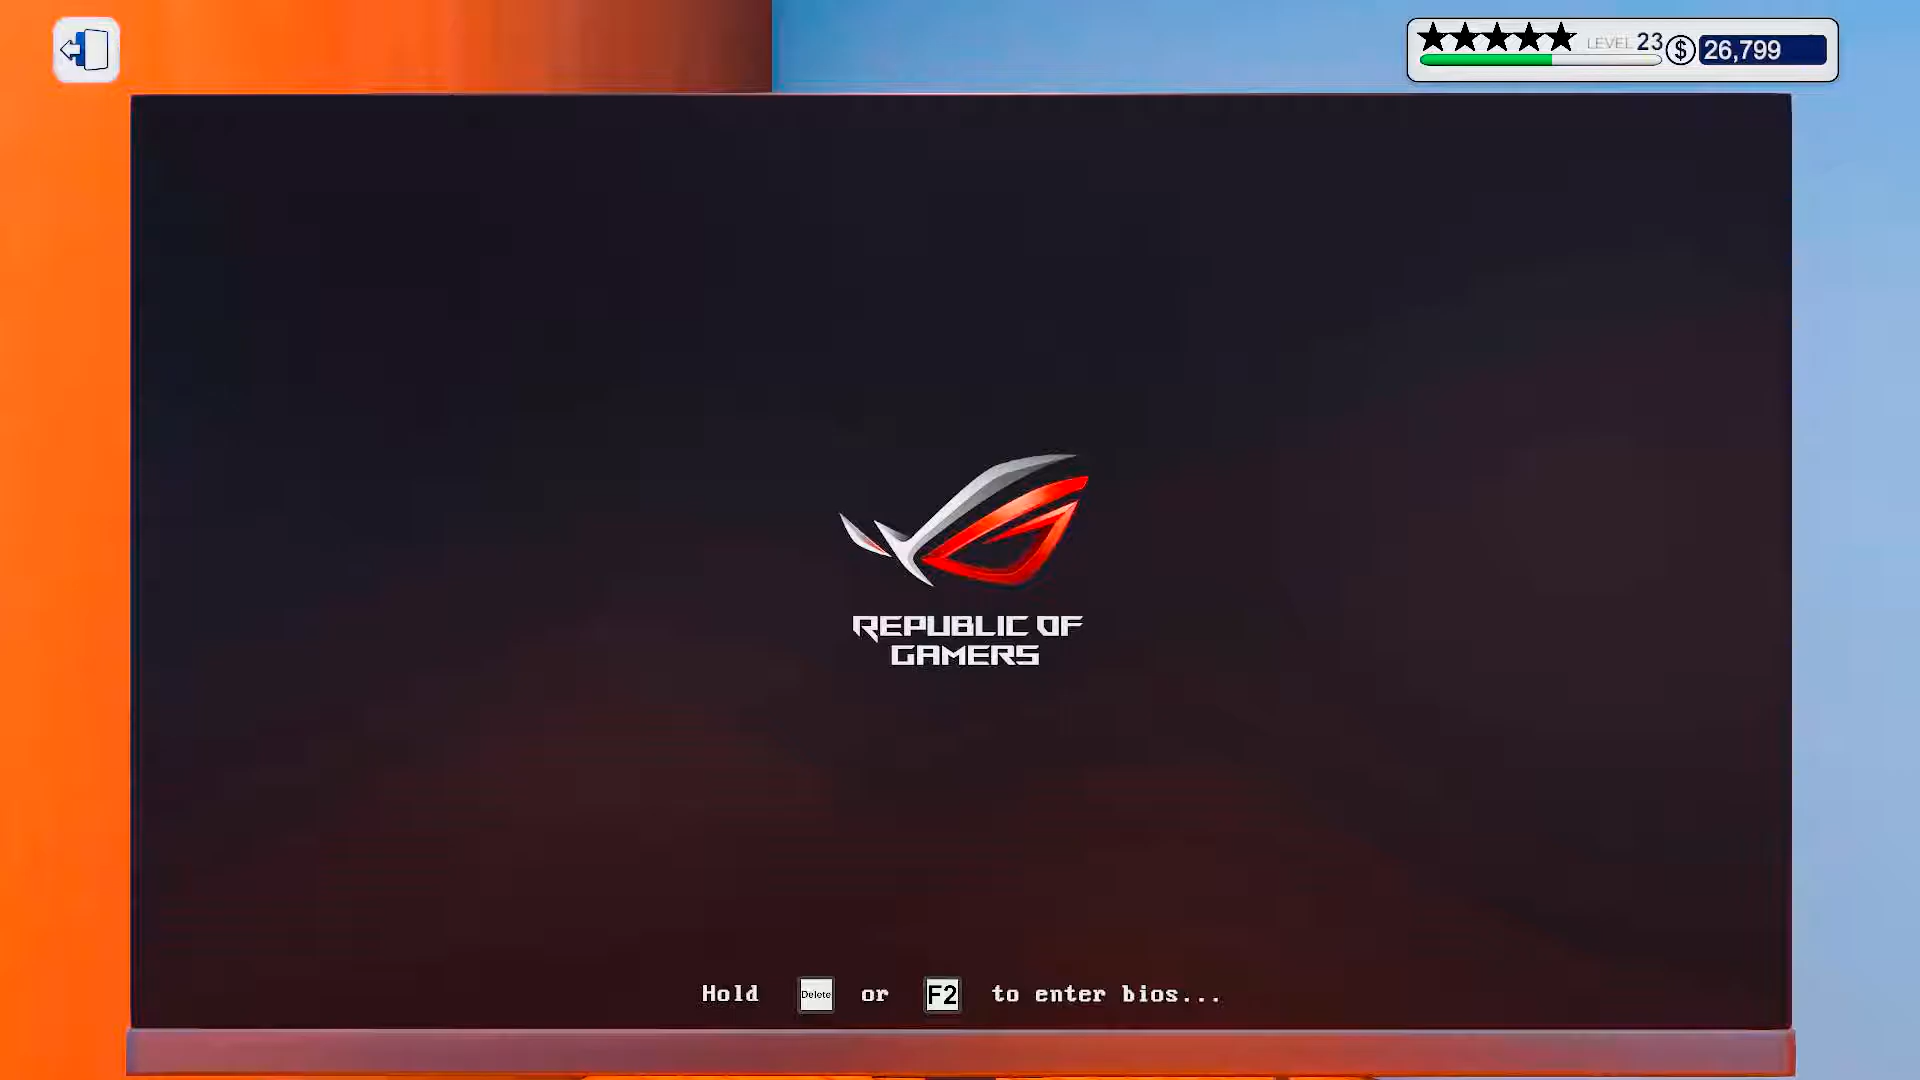 LEVEL 23 $ 26,799
REPUBLIC OF
GAMERS
Hold Delete or F2 to enter bios...